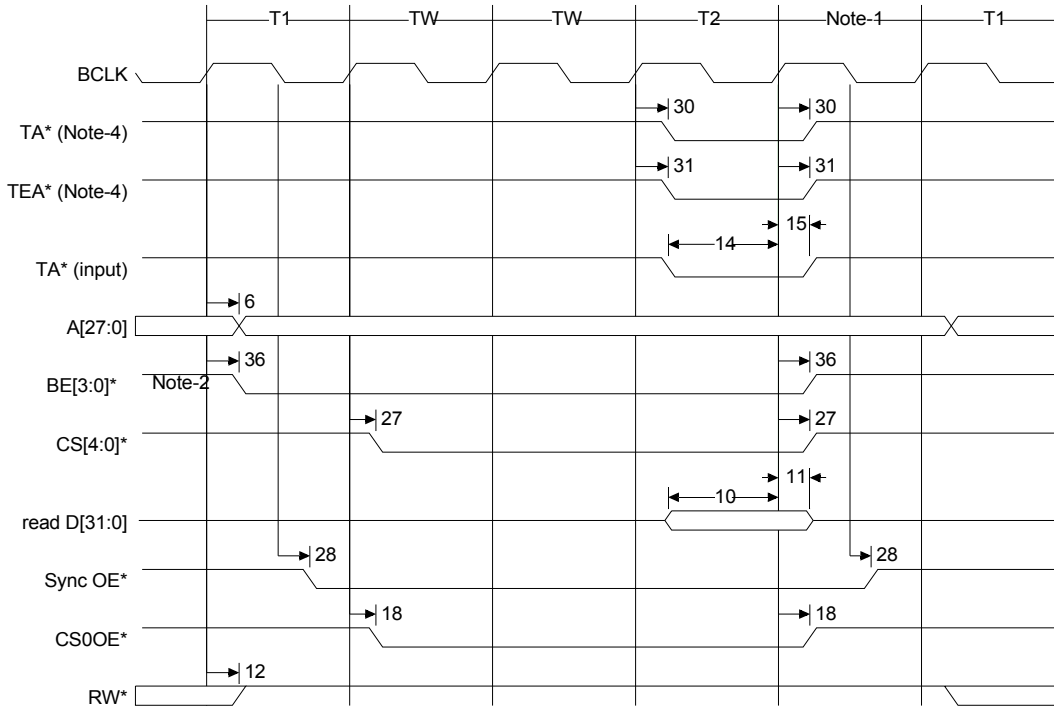 T1 TW TW T2 Note-1 T1
BCLK
30 30
TA* (Note-4)
31 31
TEA* (Note-4)
15
14
TA* (input)
6
A[27:0]
36 36
BE[3:0]* Note-2
27 27
CS[4:0]*
11
10
read D[31:0]
28 28
Sync OE*
18 18
CS0OE*
12
RW*